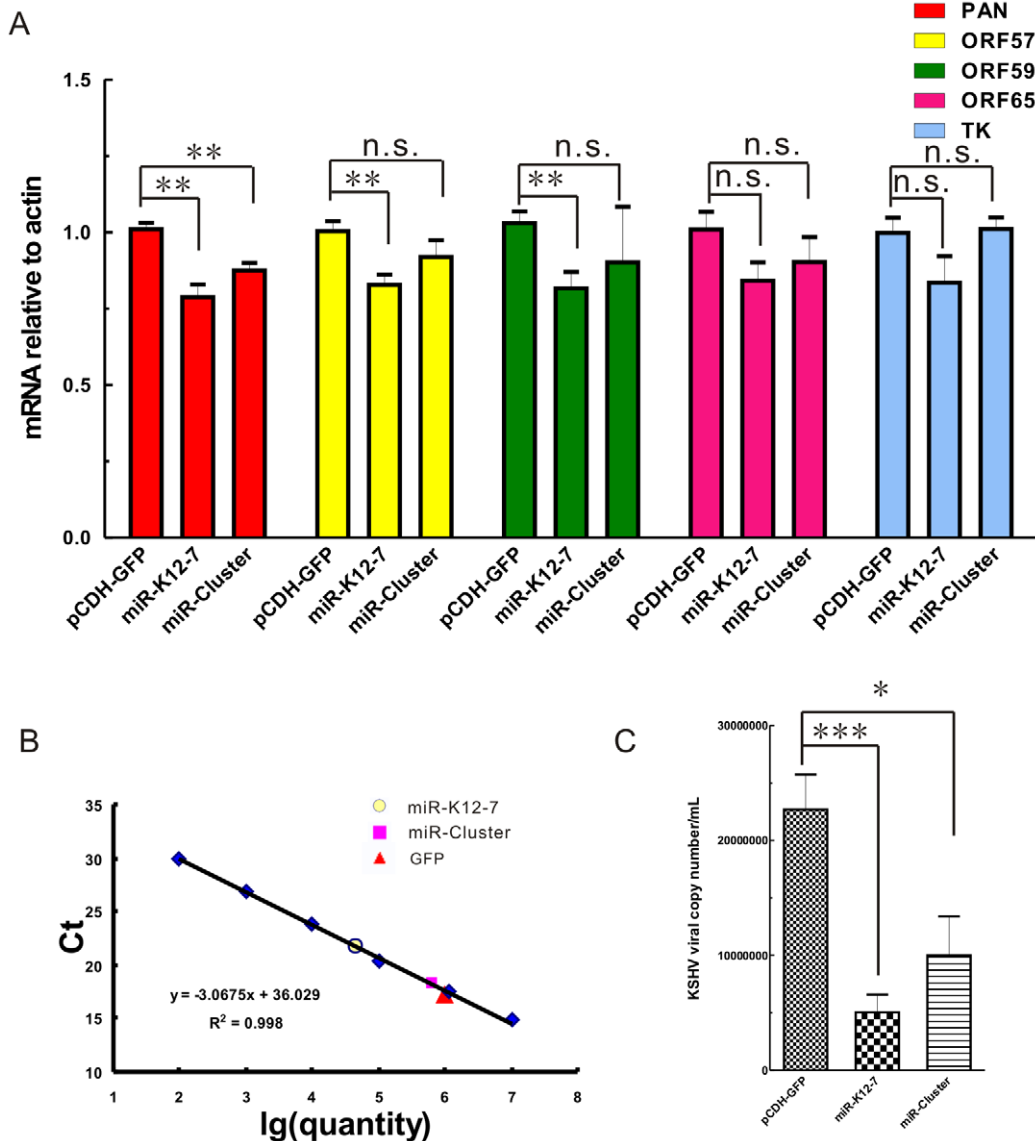 A
PAN
ORF57
ORF59
ORF65
TK
mRNA relative to actin
1.5
1.0
0.5
0.0
** ** n.s. ** n.s. ** n.s. n.s. n.s. n.s.
pCDH-GFP miR-K12-7 miR-Cluster pCDH-GFP miR-K12-7 miR-Cluster pCDH-GFP miR-K12-7 miR-Cluster pCDH-GFP miR-K12-7 miR-Cluster pCDH-GFP miR-K12-7 miR-Cluster
B
miR-K12-7
miR-Cluster
GFP
Ct
35
30
25
20
15
10
y = -3.0675x + 36.029
R² = 0.998
1 2 3 4 5 6 7 8
lg(quantity)
C
KSHV viral copy number/mL
30000000
20000000
10000000
0
*
***
pCDH-GFP miR-K12-7 miR-Cluster